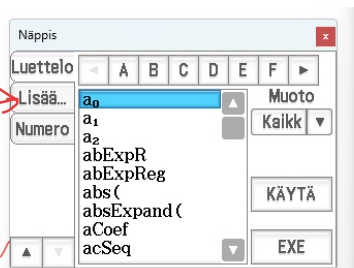 Näppis
x
Luettelo ◄ A B C D E F ►
Lisää...
Numero
a₀
a₁
a₂
abExpR
abExpReg
abs(
absExpand(
aCoef
acSeq
Muoto
Kaikk ▼
KÄYTÄ
EXE